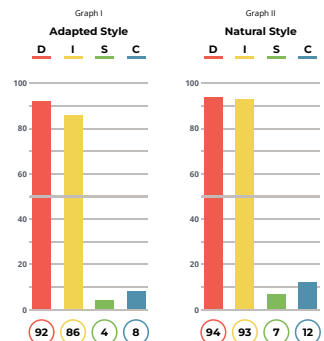 Graph I
Adapted Style
D I S C
100
80
60
40
20
0
92 86 4 8
Graph II
Natural Style
D I S C
100
80
60
40
20
0
94 93 7 12